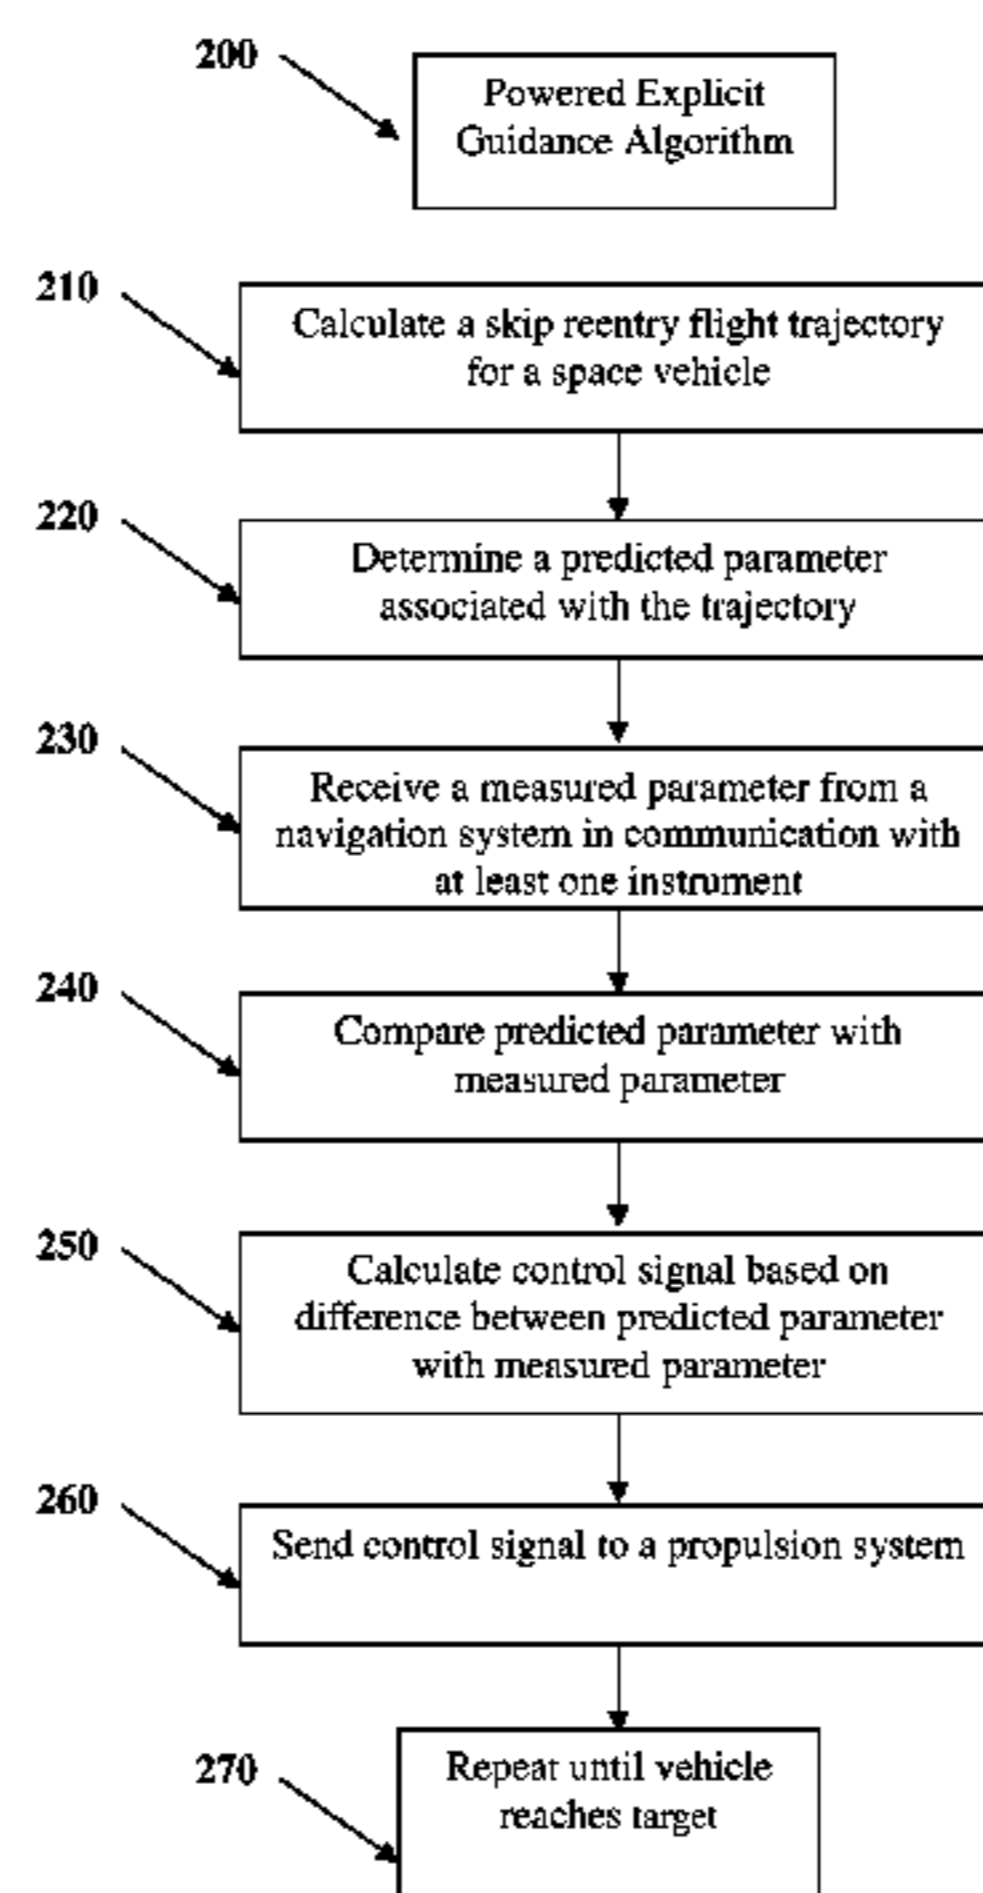 200
Powered Explicit
Guidance Algorithm
210
Calculate a skip reentry flight trajectory
for a space vehicle
220
Determine a predicted parameter
associated with the trajectory
230
Receive a measured parameter from a
navigation system in communication with
at least one instrument
240
Compare predicted parameter with
measured parameter
250
Calculate control signal based on
difference between predicted parameter
with measured parameter
260
Send control signal to a propulsion system
270
Repeat until vehicle
reaches target